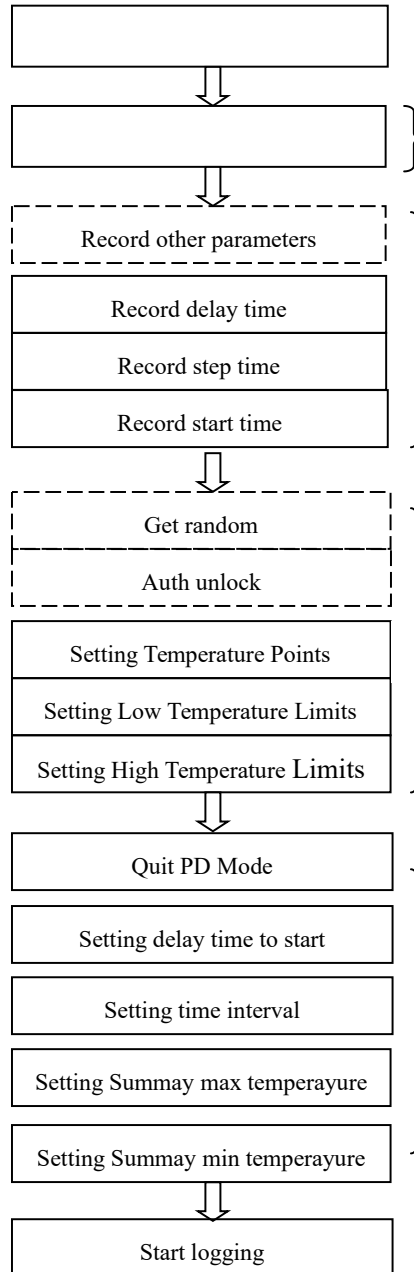 Record other parameters
Record delay time
Record step time
Record start time
Get random
Auth unlock
Setting Temperature Points
Setting Low Temperature Limits
Setting High Temperature Limits
Quit PD Mode
Setting delay time to start
Setting time interval
Setting Summay max temperayure
Setting Summay min temperayure
Start logging